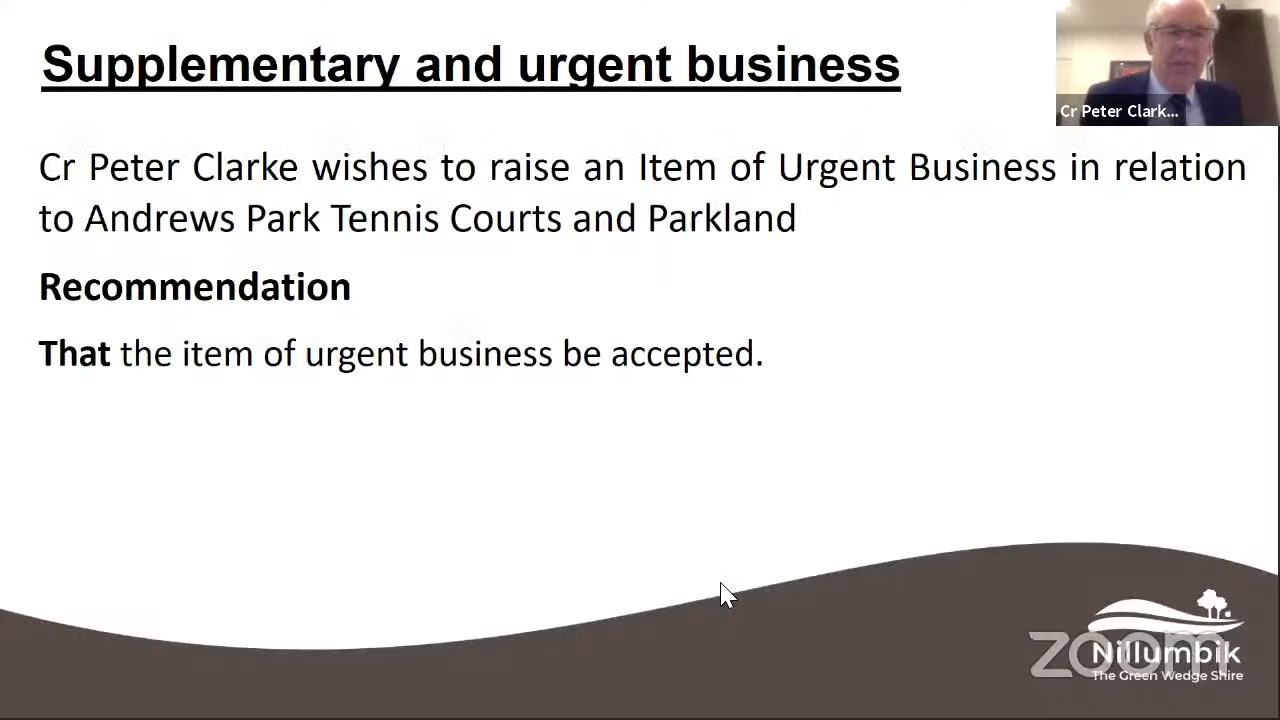 Supplementary and urgent business
Cr Peter Clark...
Cr Peter Clarke wishes to raise an Item of Urgent Business in relation
to Andrews Park Tennis Courts and Parkland
Recommendation
That the item of urgent business be accepted.
zoom
Nillumbik
The Green Wedge Shire